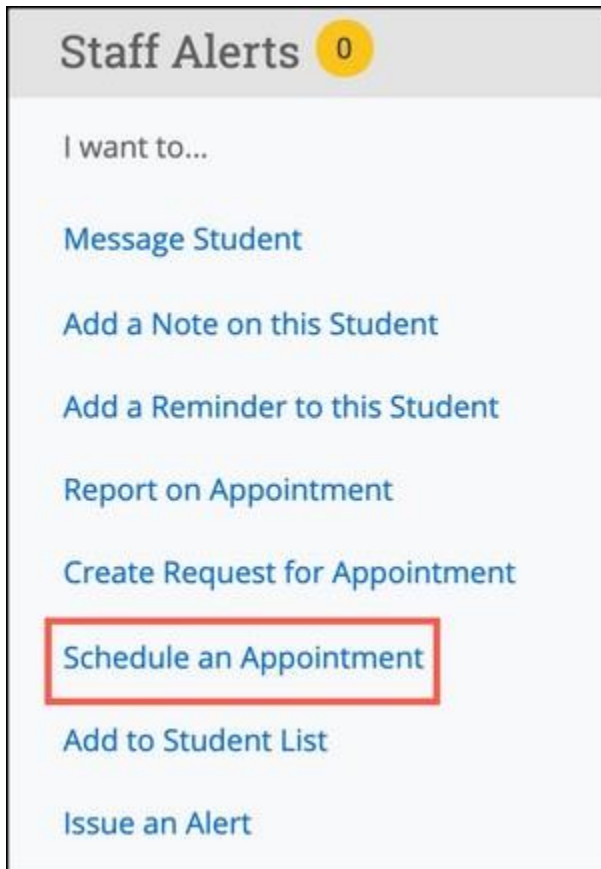 Staff Alerts 0
I want to...
Message Student
Add a Note on this Student
Add a Reminder to this Student
Report on Appointment
Create Request for Appointment
Schedule an Appointment
Add to Student List
Issue an Alert